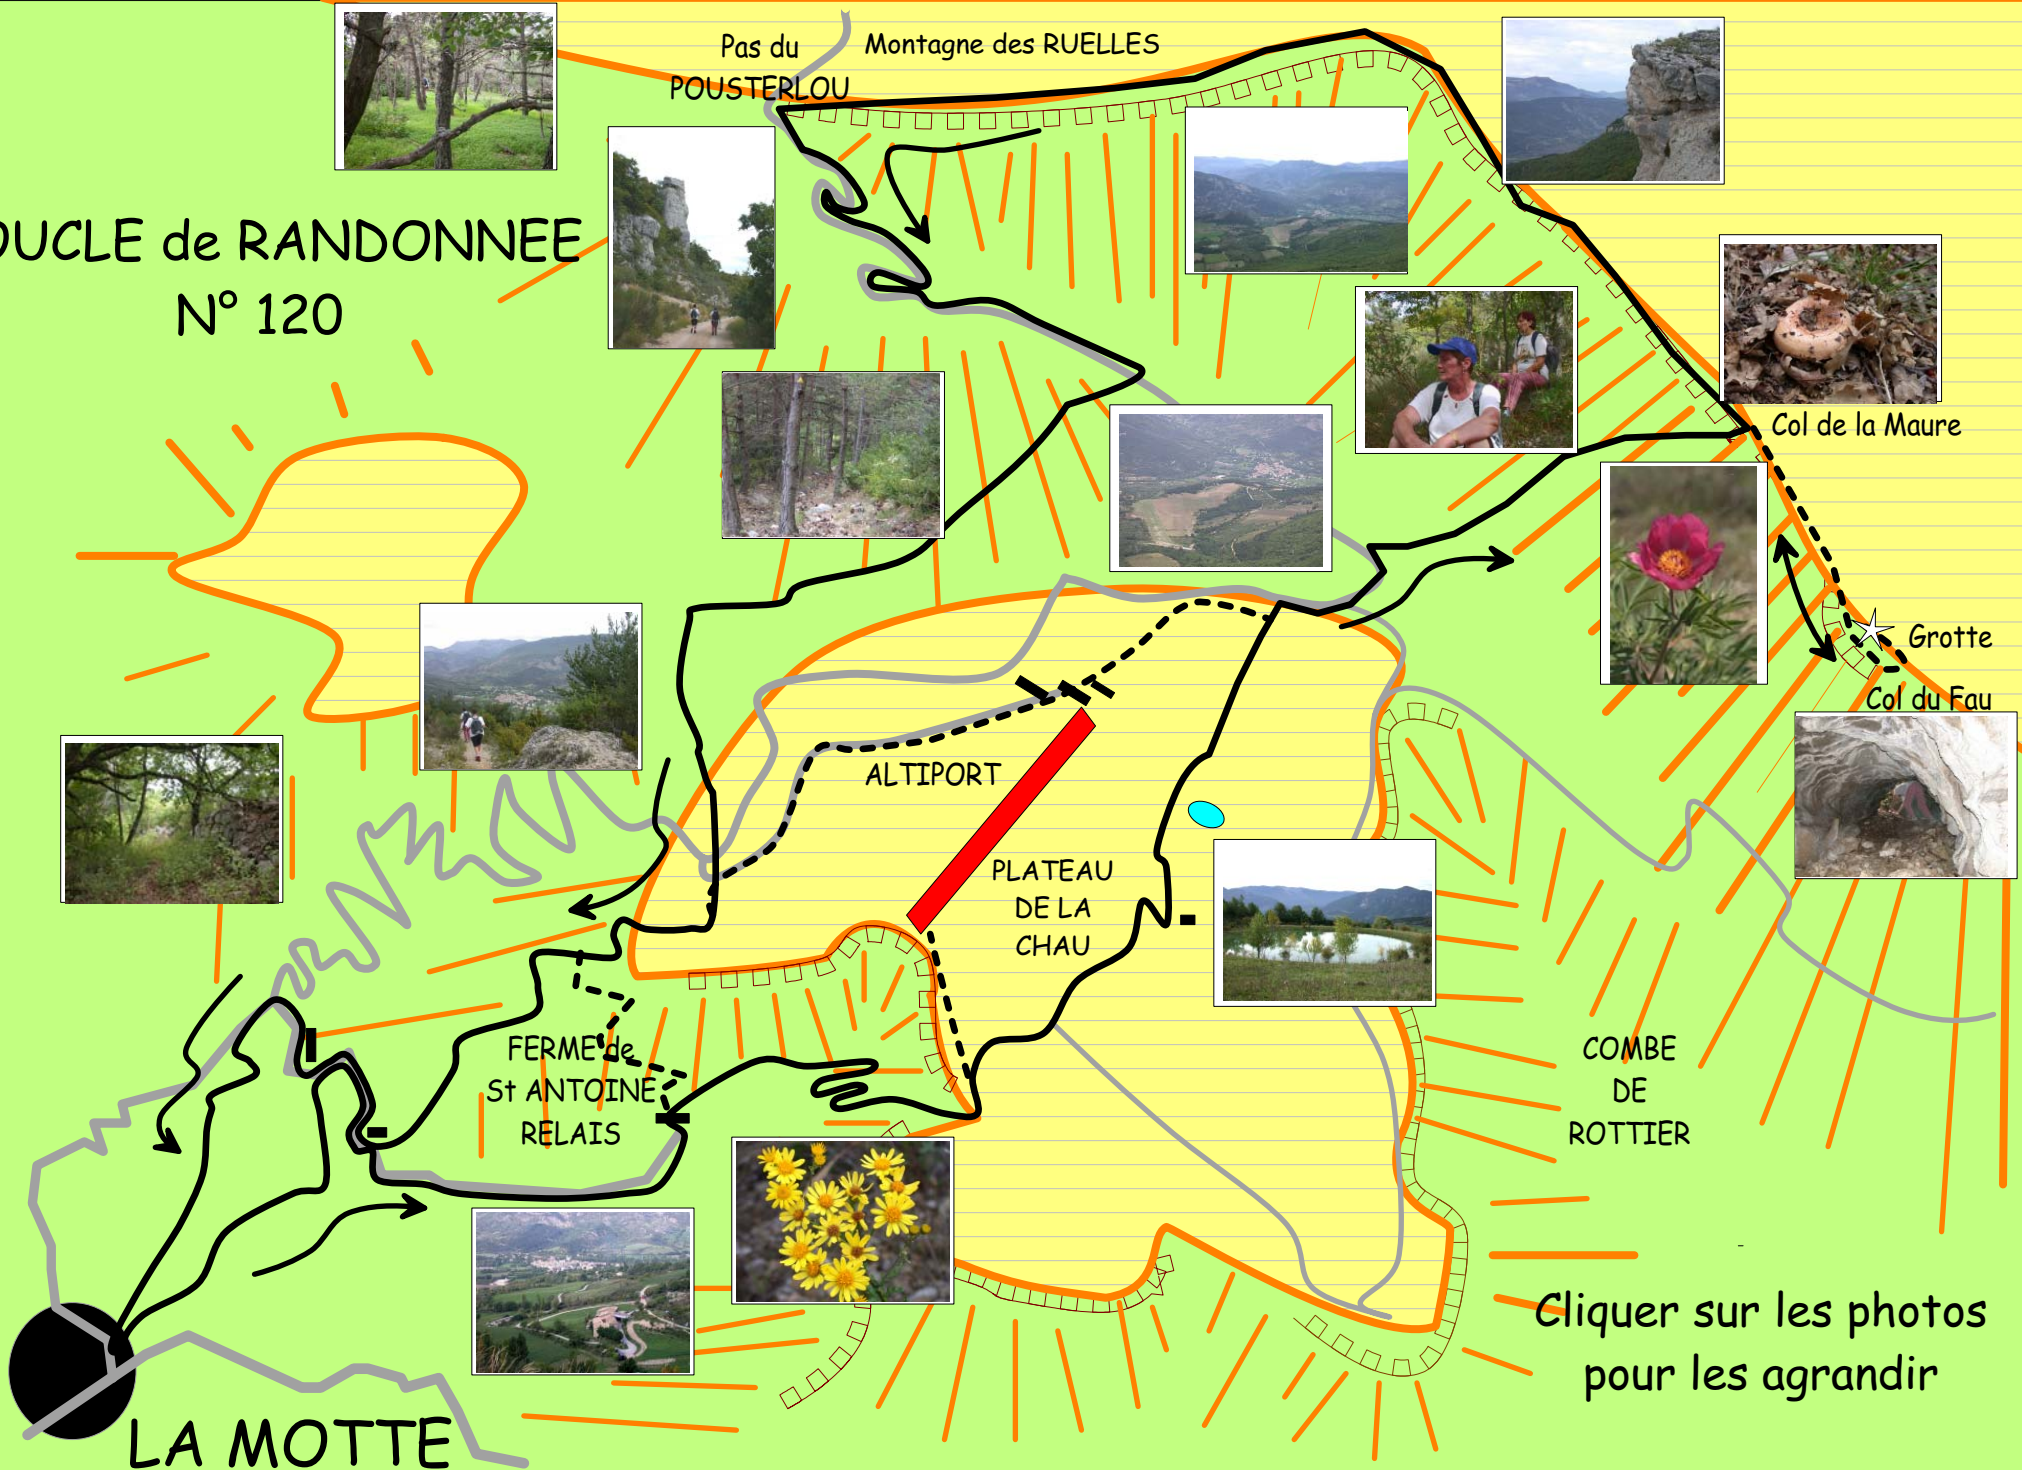 Pas du
POUSTERLOU
Montagne des RUELLES
OUCLE de RANDONNEE
N° 120
Col de la Maure
Grotte
Col du Fau
ALTIPORT
PLATEAU
DE LA
CHAU
FERME de
St ANTOINE
RELAIS
COMBE
DE
ROTTIER
Cliquer sur les photos
pour les agrandir
LA MOTTE